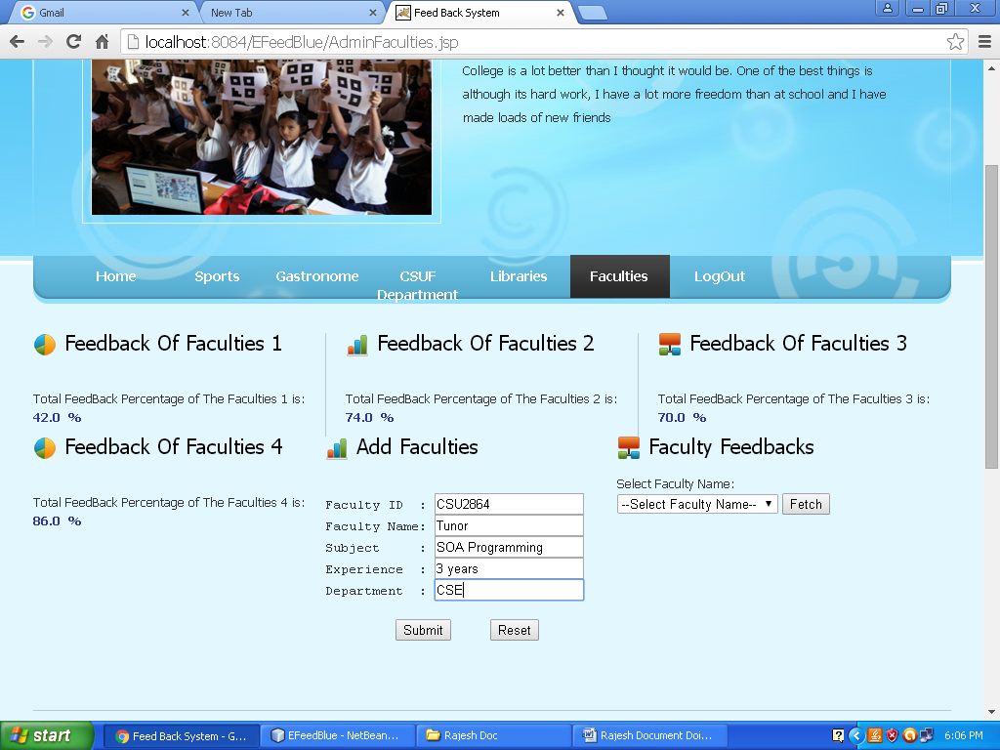 Gmail
New Tab
Feed Back System
localhost:8084/EFeedBlue/AdminFaculties.jsp
College is a lot better than I thought it would be. One of the best things is
although its hard work, I have a lot more freedom than at school and I have
made loads of new friends
Home
Sports
Gastronome
CSUF
Department
Libraries
Faculties
LogOut
Feedback Of Faculties 1
Total FeedBack Percentage of The Faculties 1 is:
42.0 %
Feedback Of Faculties 2
Total FeedBack Percentage of The Faculties 2 is:
74.0 %
Feedback Of Faculties 3
Total FeedBack Percentage of The Faculties 3 is:
70.0 %
Feedback Of Faculties 4
Total FeedBack Percentage of The Faculties 4 is:
86.0 %
Add Faculties
Faculty ID : CSU2864
Faculty Name: Tunor
Subject : SOA Programming
Experience : 3 years
Department : CSE
Submit Reset
Faculty Feedbacks
Select Faculty Name:
--Select Faculty Name-- Fetch
start
Feed Back System - G...
EFeedBlue - NetBean...
Rajesh Doc
Rajesh Document Doi...
6:06 PM